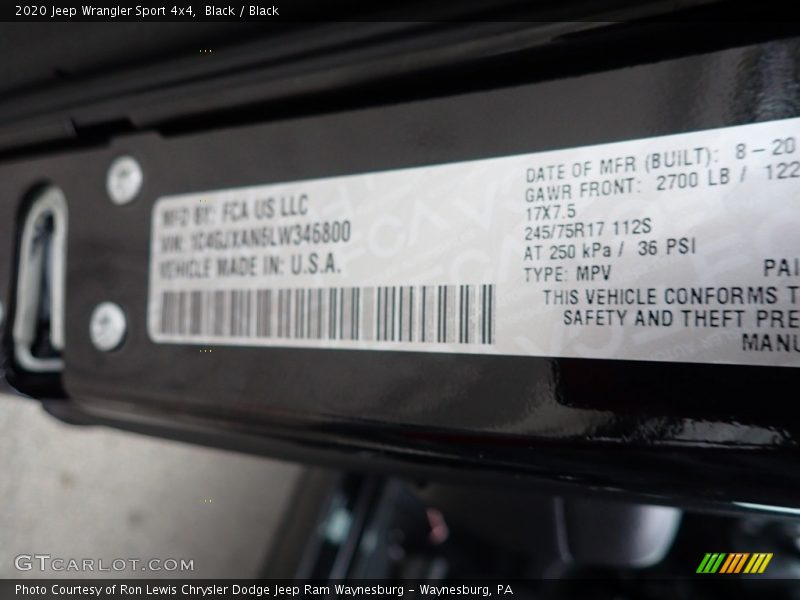 2020 Jeep Wrangler Sport 4x4,  Black / Black
MFD BY: FCA US LLC
VIN: 1C4GJXAN5LW346800
VEHICLE MADE IN: U.S.A.
DATE OF MFR (BUILT): 8 - 20
GAWR FRONT: 2700 LB / 122
17X7.5
245/75R17 112S
AT 250 kPa / 36 PSI
TYPE: MPV
PAI
THIS VEHICLE CONFORMS T
SAFETY AND THEFT PRE
MANU
GTCARLOT.COM
Photo Courtesy of Ron Lewis Chrysler Dodge Jeep Ram Waynesburg - Waynesburg, PA